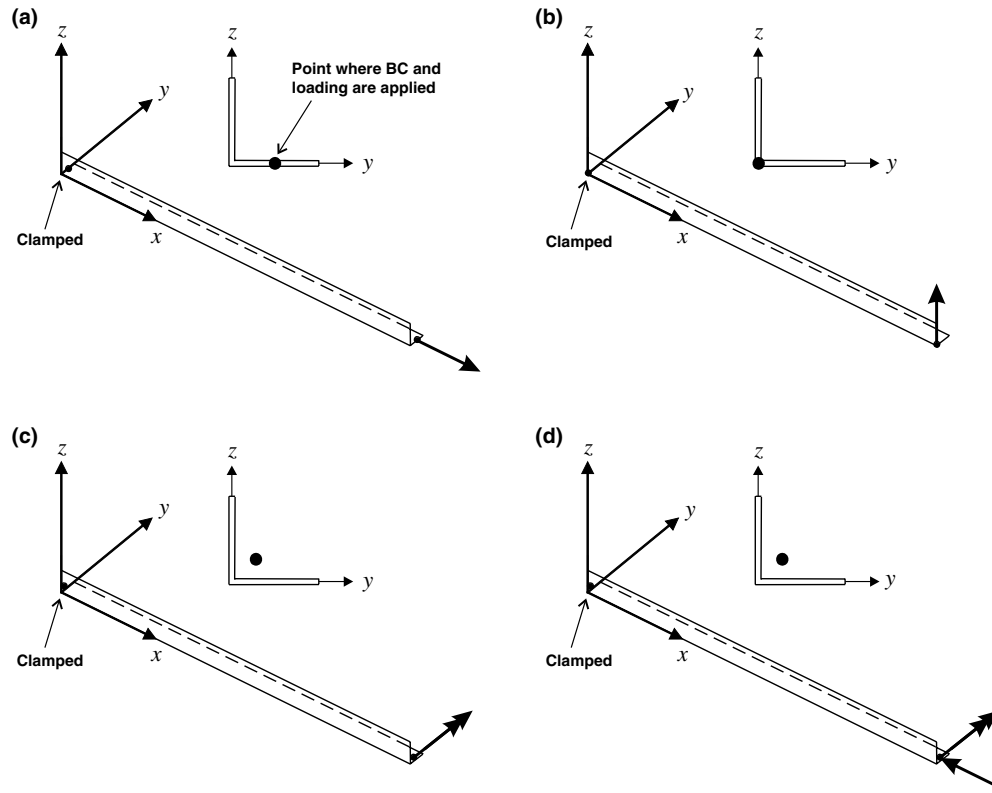 (a)
z
y
z
Point where BC and
loading are applied
y
x
Clamped
(b)
z
y
z
y
x
Clamped
(c)
z
y
z
y
x
Clamped
(d)
z
y
z
y
x
Clamped